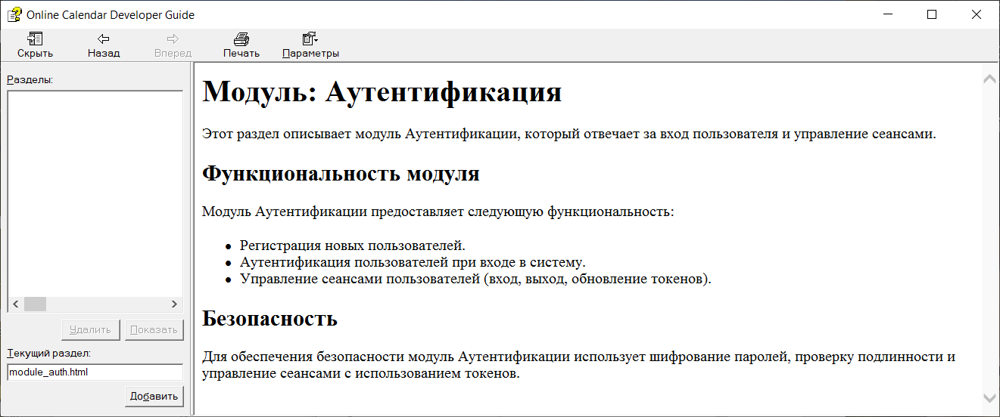 Online Calendar Developer Guide
Скрыть
Назад
Вперед
Печать
Параметры
Разделы:
Удалить
Показать
Текущий раздел:
module_auth.html
Добавить
Модуль: Аутентификация
Этот раздел описывает модуль Аутентификации, который отвечает за вход пользователя и управление сеансами.
Функциональность модуля
Модуль Аутентификации предоставляет следующую функциональность:
• Регистрация новых пользователей.
• Аутентификация пользователей при входе в систему.
• Управление сеансами пользователей (вход, выход, обновление токенов).
Безопасность
Для обеспечения безопасности модуль Аутентификации использует шифрование паролей, проверку подлинности и
управление сеансами с использованием токенов.